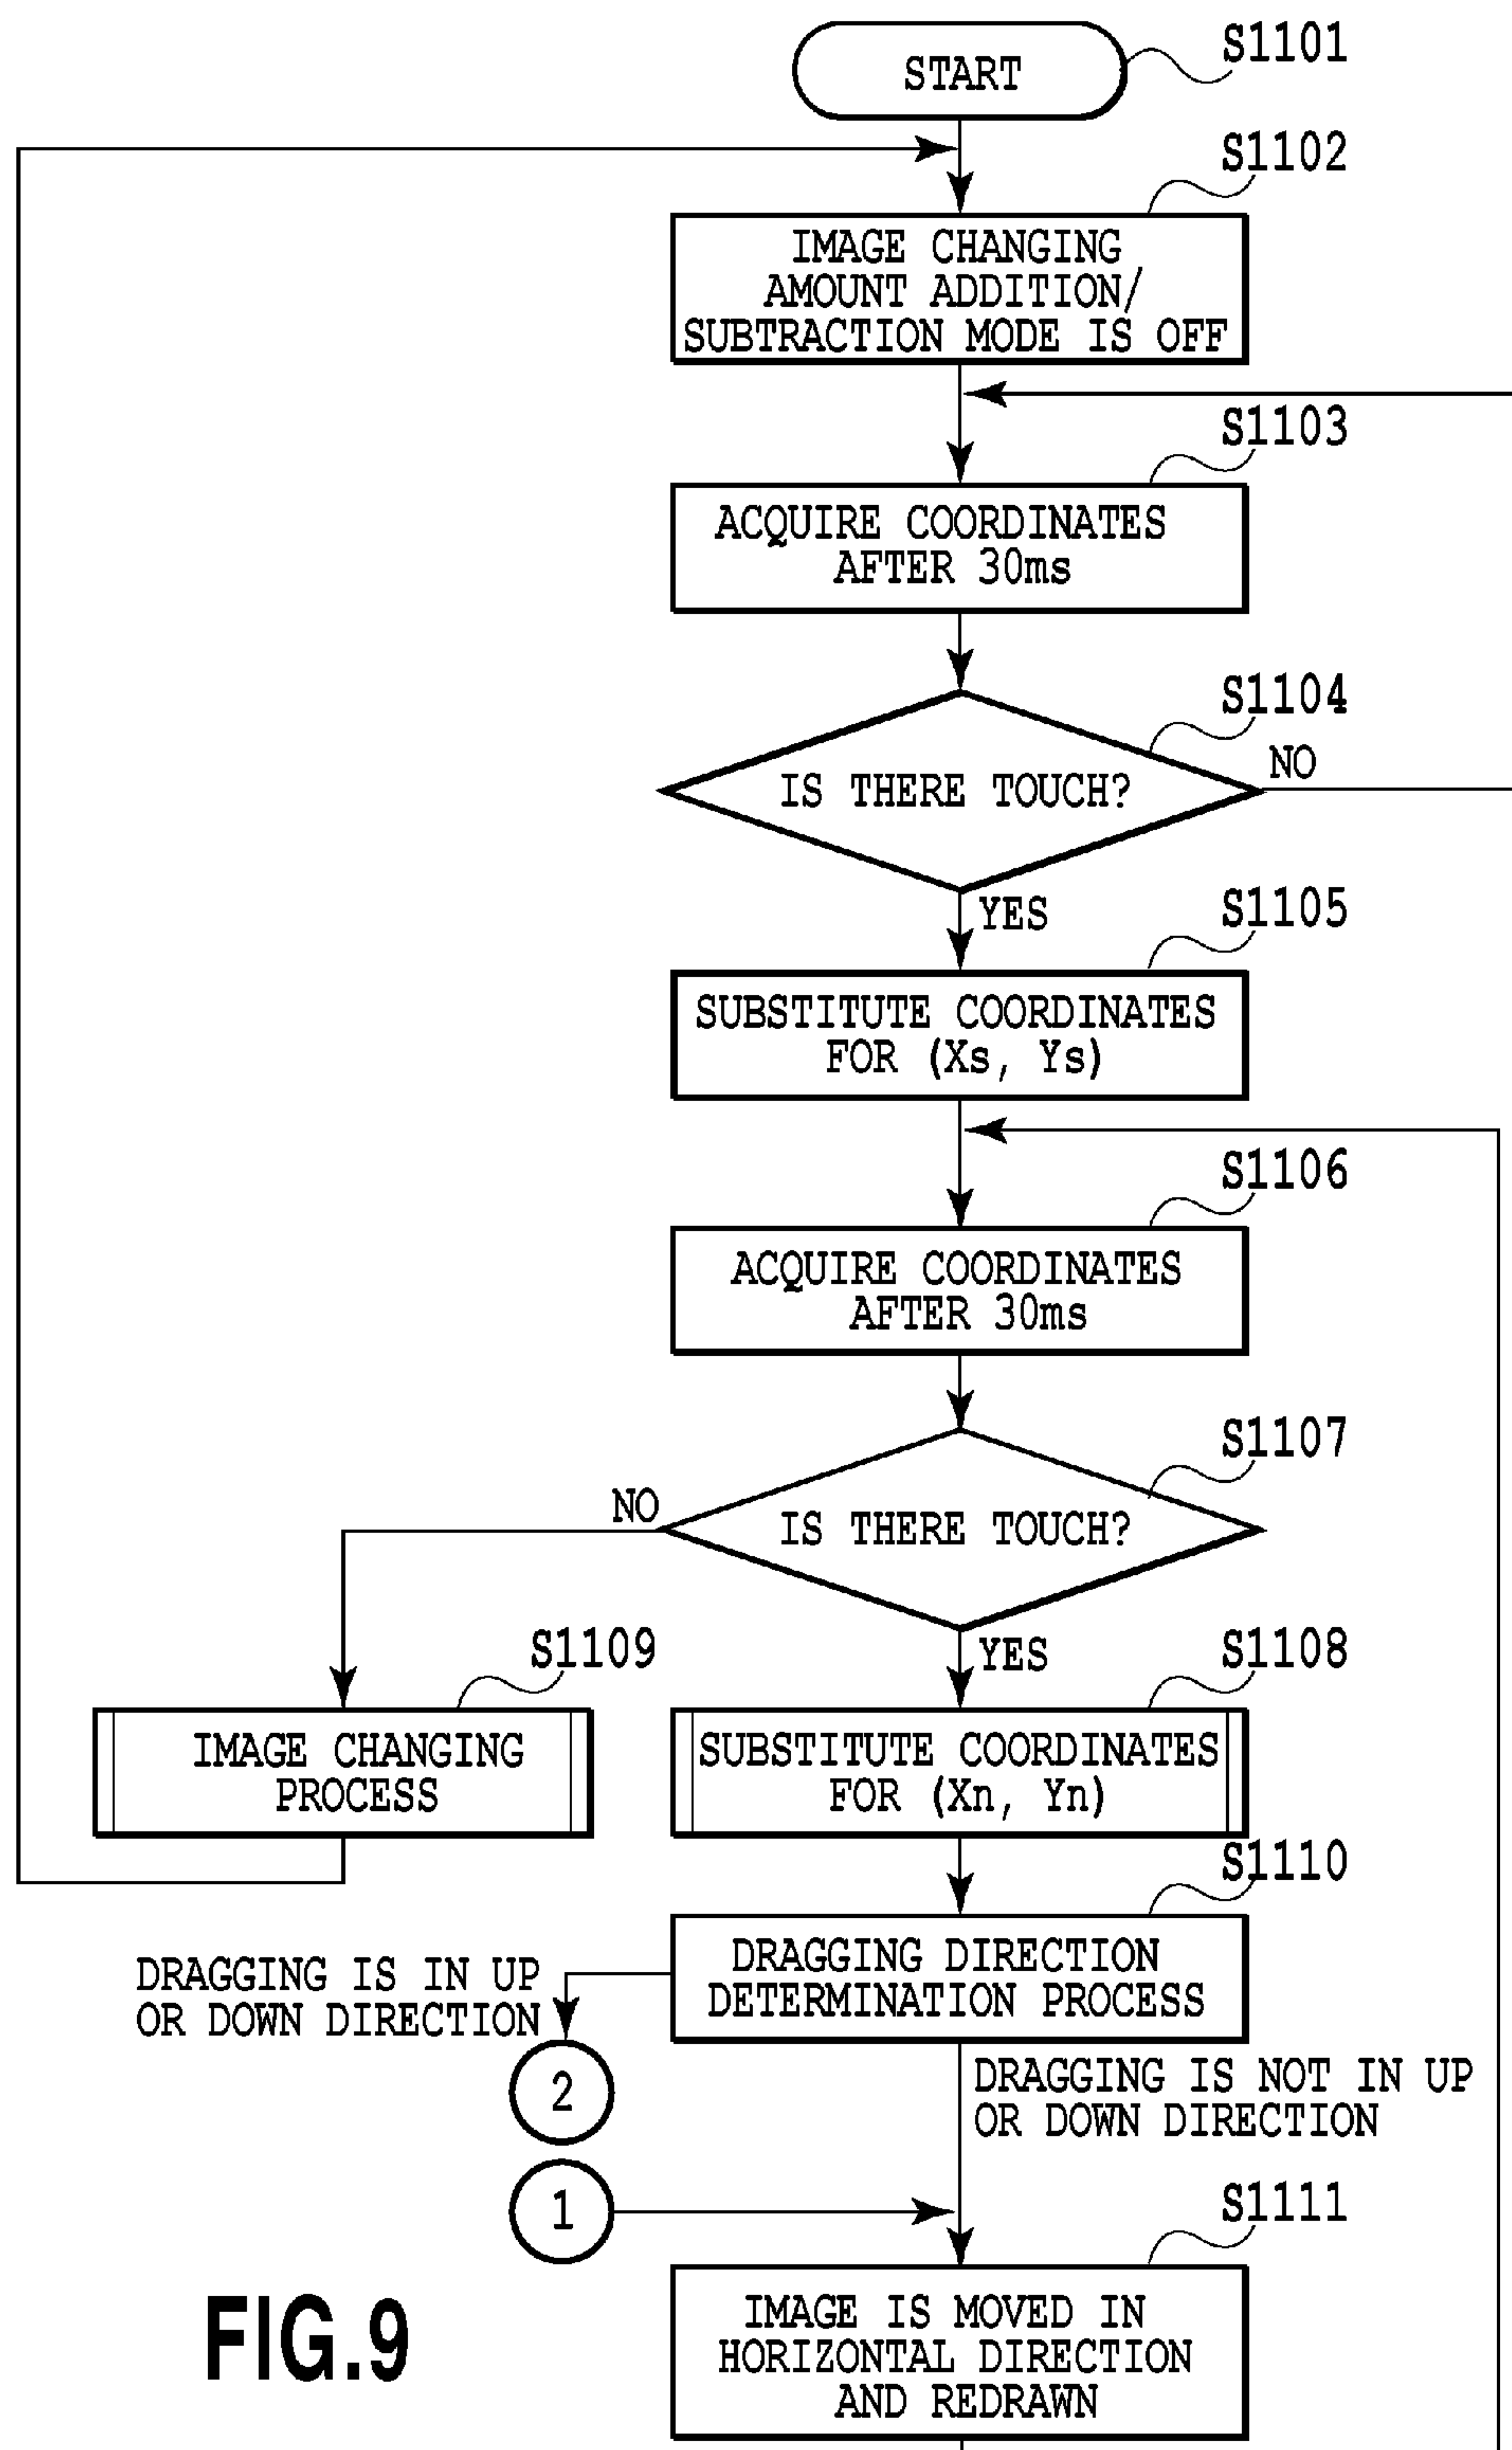 START
S1101
S1102
IMAGE CHANGING
AMOUNT ADDITION/
SUBTRACTION MODE IS OFF
S1103
ACQUIRE COORDINATES
AFTER 30ms
S1104
IS THERE TOUCH?
NO
YES
S1105
SUBSTITUTE COORDINATES
FOR (Xs, Ys)
S1106
ACQUIRE COORDINATES
AFTER 30ms
S1107
IS THERE TOUCH?
NO
YES
S1109
IMAGE CHANGING
PROCESS
S1108
SUBSTITUTE COORDINATES
FOR (Xn, Yn)
S1110
DRAGGING DIRECTION
DETERMINATION PROCESS
DRAGGING IS IN UP
OR DOWN DIRECTION
2
DRAGGING IS NOT IN UP
OR DOWN DIRECTION
1
S1111
IMAGE IS MOVED IN
HORIZONTAL DIRECTION
AND REDRAWN
FIG.9